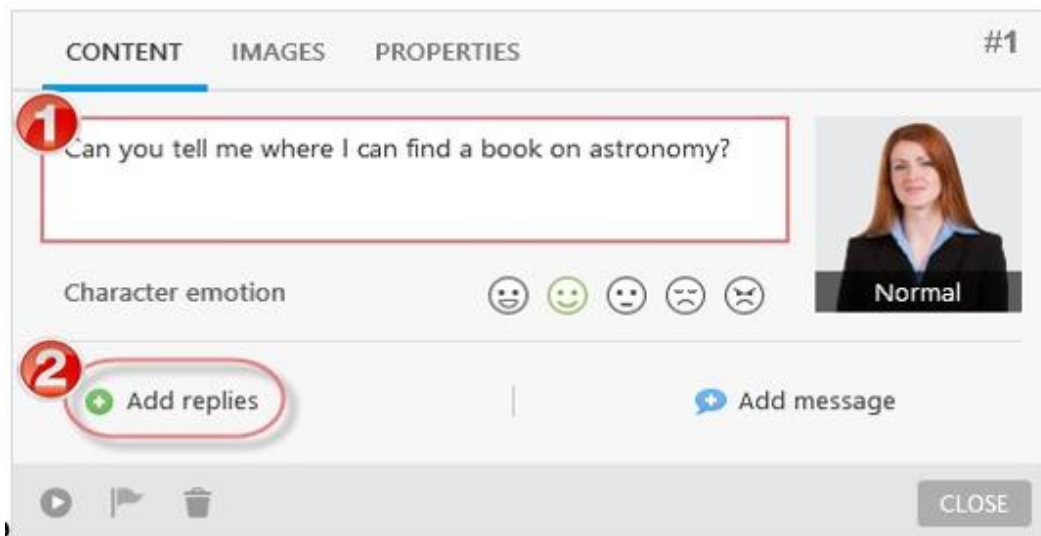 CONTENT IMAGES PROPERTIES #1
1
Can you tell me where I can find a book on astronomy?
Character emotion
Normal
2
Add replies
Add message
CLOSE